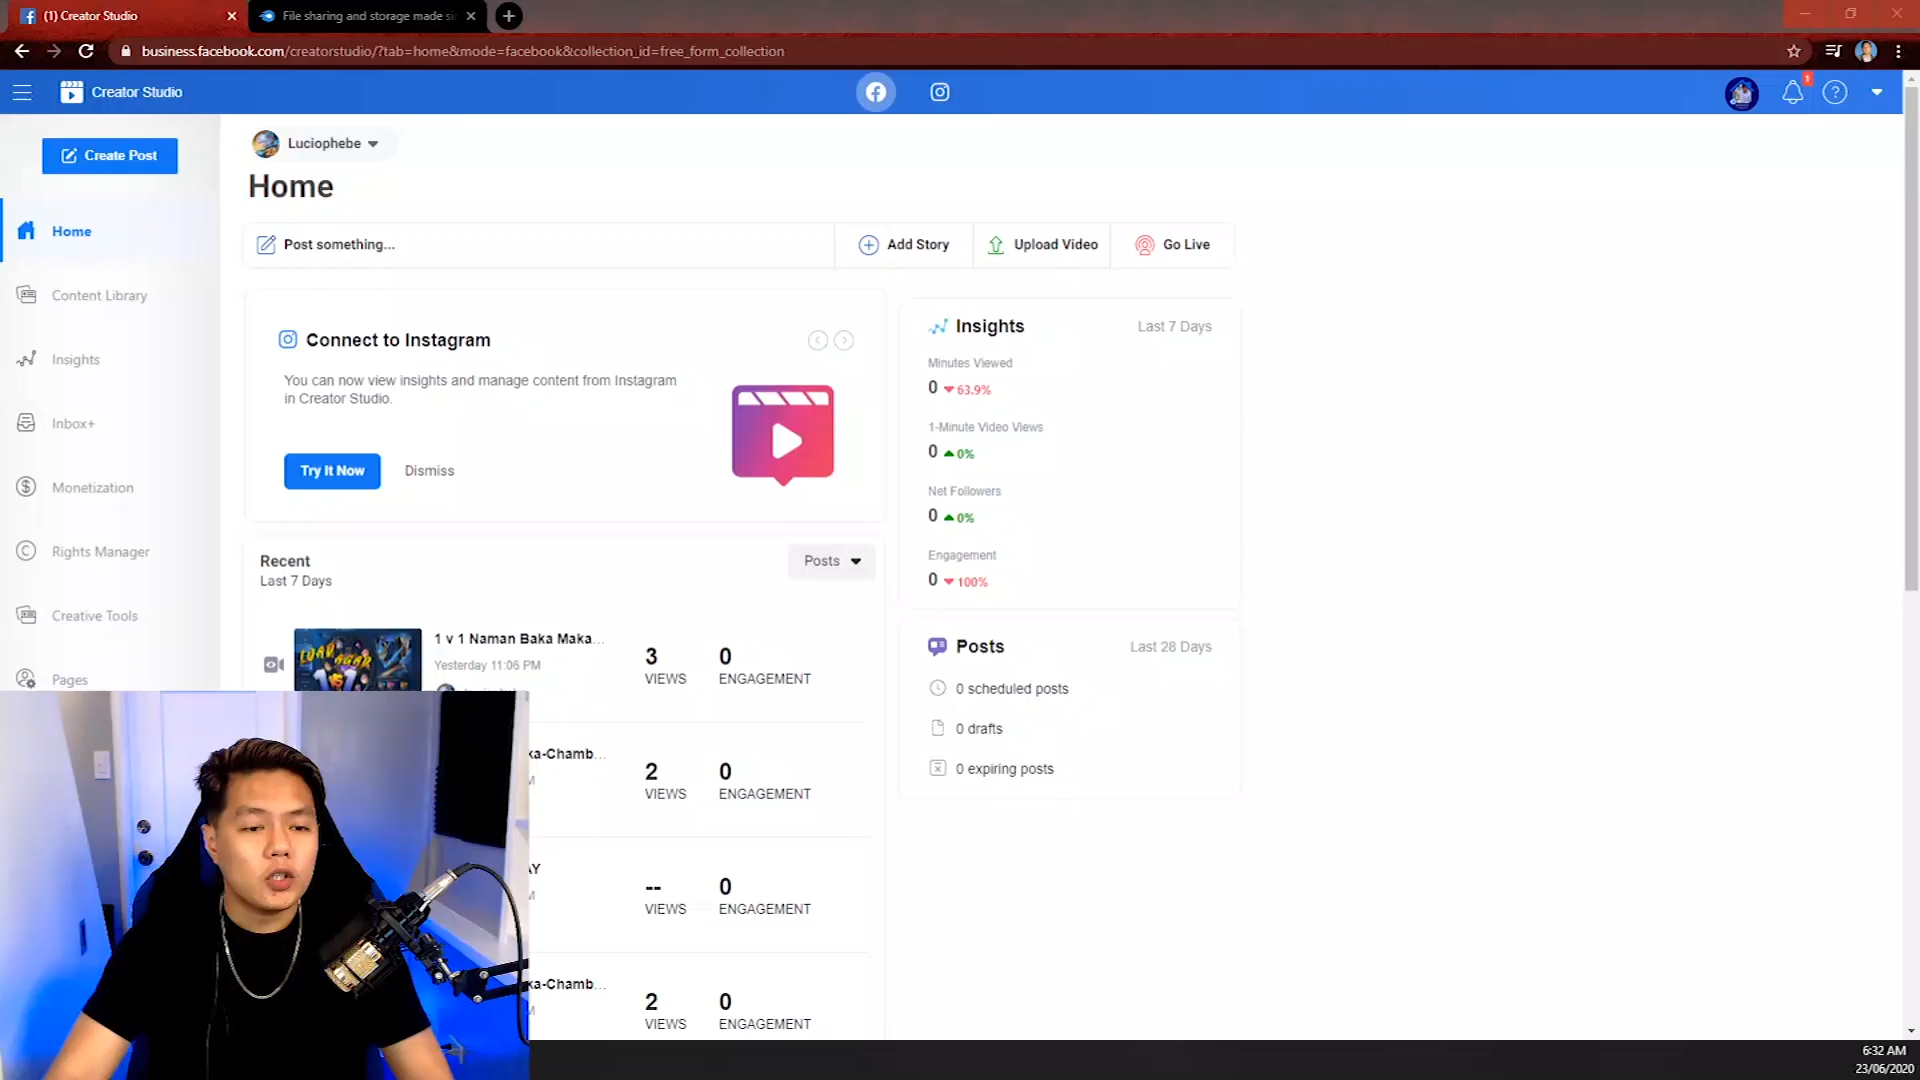 (1) Creator Studio
File sharing and storage made si
business.facebook.com/creatorstudio/?tab=home&mode=facebook&collection_id=free_form_collection
Creator Studio
1
Create Post
Home
Content Library
Insights
Inbox+
Monetization
Rights Manager
Creative Tools
Pages
Luciophebe
Home
Post something...
Add Story
Upload Video
Go Live
Connect to Instagram
You can now view insights and manage content from Instagram
in Creator Studio.
Try It Now
Dismiss
Recent
Last 7 Days
Posts
1 v 1 Naman Baka Maka...
Yesterday 11:06 PM
3
VIEWS
0
ENGAGEMENT
ka-Chamb...
2
VIEWS
0
ENGAGEMENT
AY
--
VIEWS
0
ENGAGEMENT
ka-Chamb...
2
VIEWS
0
ENGAGEMENT
Insights
Last 7 Days
Minutes Viewed
0 63.9%
1-Minute Video Views
0 0%
Net Followers
0 0%
Engagement
0 100%
Posts
Last 28 Days
0 scheduled posts
0 drafts
0 expiring posts
6:32 AM
23/06/2020